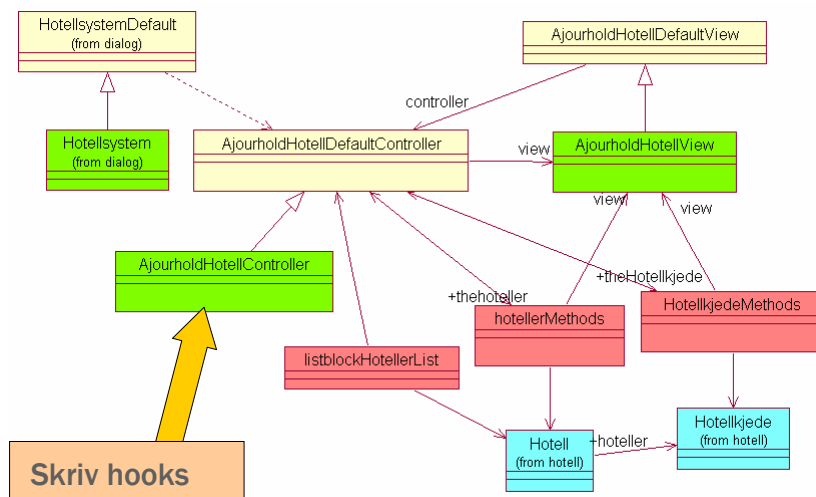 HotellsystemDefault
(from dialog)
AjourholdHotellDefaultView
controller
Hotellsystem
(from dialog)
AjourholdHotellDefaultController
view
AjourholdHotellView
view
view
AjourholdHotellController
+theHotellkjede
+thehoteller
hotellerMethods
HotellkjedeMethods
listblockHotellerList
Hotell
(from hotell)
+hoteller
Hotellkjede
(from hotell)
Skriv hooks